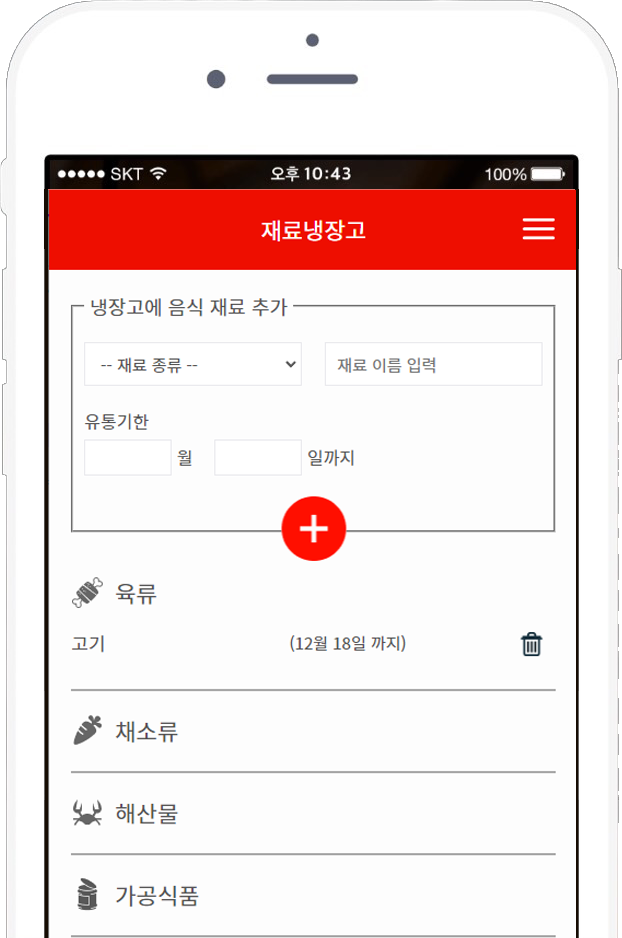 SKT 오후 10:43 100%
재료냉장고
냉장고에 음식 재료 추가
-- 재료 종류 -- 재료 이름 입력
유통기한
월 일까지
육류
고기 (12월 18일 까지)
채소류
해산물
가공식품